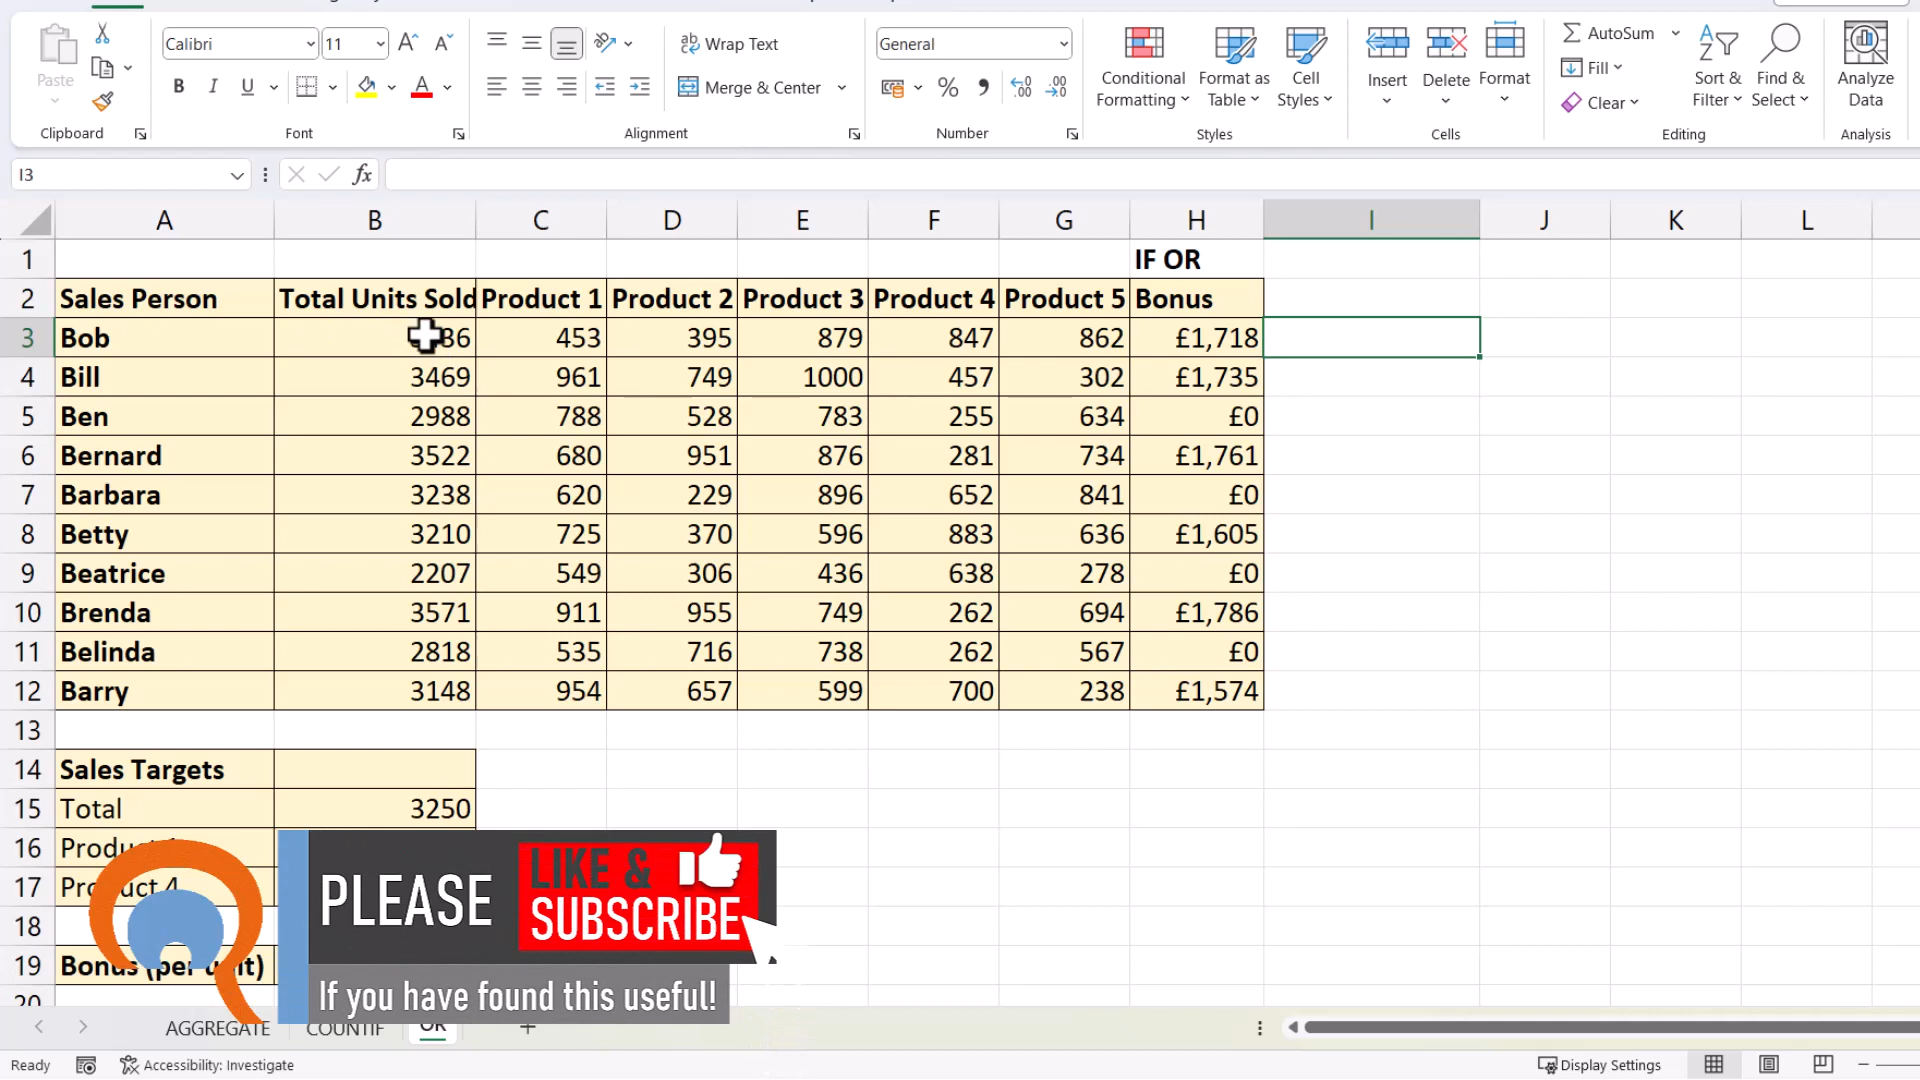 Paste
Clipboard
Calibri 11
B I U A
Font
Wrap Text
Merge & Center
Alignment
General
Number
Conditional Formatting
Format as Table
Cell Styles
Styles
Insert
Delete
Format
Cells
AutoSum
Fill
Clear
Sort & Filter
Find & Select
Editing
Analyze Data
Analysis
I3 fx
A B C D E F G H I J K L
1 IF OR
2 Sales Person Total Units Sold Product 1 Product 2 Product 3 Product 4 Product 5 Bonus
3 Bob 453 395 879 847 862 £1,718
4 Bill 3469 961 749 1000 457 302 £1,735
5 Ben 2988 788 528 783 255 634 £0
6 Bernard 3522 680 951 876 281 734 £1,761
7 Barbara 3238 620 229 896 652 841 £0
8 Betty 3210 725 370 596 883 636 £1,605
9 Beatrice 2207 549 306 436 638 278 £0
10 Brenda 3571 911 955 749 262 694 £1,786
11 Belinda 2818 535 716 738 262 567 £0
12 Barry 3148 954 657 599 700 238 £1,574
13
14 Sales Targets
15 Total 3250
16
17 Product 4
18
19 Bonus (per unit)
20
PLEASE LIKE & SUBSCRIBE
If you have found this useful!
AGGREGATE COUNTIF OR
Ready Accessibility: Investigate Display Settings